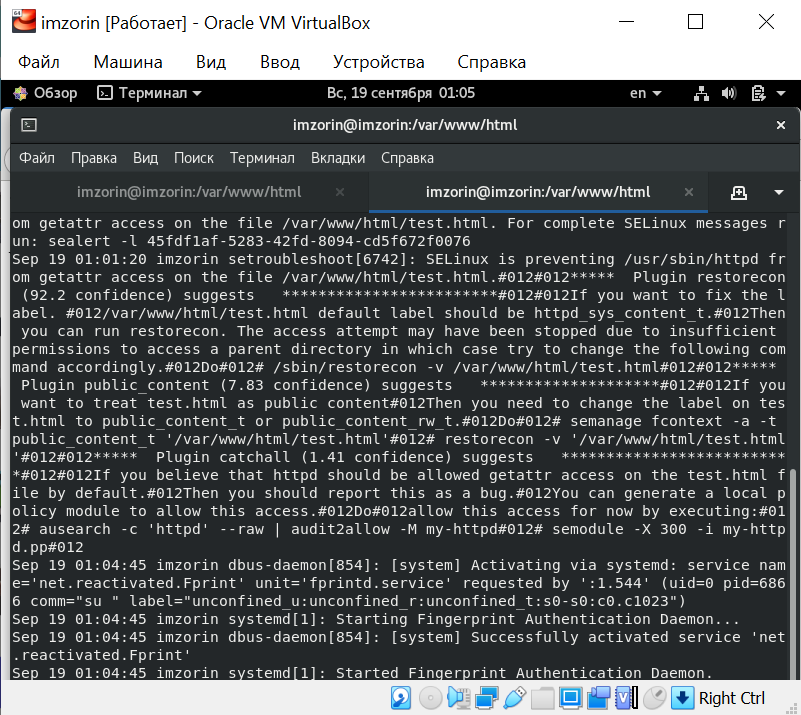 imzorin [Работает] - Oracle VM VirtualBox
Файл Машина Вид Ввод Устройства Справка
Обзор Терминал Вс, 19 сентября 01:05 en
imzorin@imzorin:/var/www/html
Файл Правка Вид Поиск Терминал Вкладки Справка
imzorin@imzorin:/var/www/html imzorin@imzorin:/var/www/html
om getattr access on the file /var/www/html/test.html. For complete SELinux messages r
un: sealert -l 45fdf1af-5283-42fd-8094-cd5f672f0076
Sep 19 01:01:20 imzorin setroubleshoot[6742]: SELinux is preventing /usr/sbin/httpd fr
om getattr access on the file /var/www/html/test.html.#012#012***** Plugin restorecon
(92.2 confidence) suggests ************************#012#012If you want to fix the l
abel. #012/var/www/html/test.html default label should be httpd_sys_content_t.#012Then
you can run restorecon. The access attempt may have been stopped due to insufficient
permissions to access a parent directory in which case try to change the following com
mand accordingly.#012Do#012# /sbin/restorecon -v /var/www/html/test.html#012#012*****
Plugin public_content (7.83 confidence) suggests ********************#012#012If you
want to treat test.html as public content#012Then you need to change the label on tes
t.html to public_content_t or public_content_rw_t.#012Do#012# semanage fcontext -a -t
public_content_t '/var/www/html/test.html'#012# restorecon -v '/var/www/html/test.html
'#012#012***** Plugin catchall (1.41 confidence) suggests *************************
*#012#012If you believe that httpd should be allowed getattr access on the test.html f
ile by default.#012Then you should report this as a bug.#012You can generate a local p
olicy module to allow this access.#012Do#012allow this access for now by executing:#01
2# ausearch -c 'httpd' --raw | audit2allow -M my-httpd#012# semodule -X 300 -i my-http
d.pp#012
Sep 19 01:04:45 imzorin dbus-daemon[854]: [system] Activating via systemd: service nam
e='net.reactivated.Fprint' unit='fprintd.service' requested by ':1.544' (uid=0 pid=686
6 comm="su " label="unconfined_u:unconfined_r:unconfined_t:s0-s0:c0.c1023")
Sep 19 01:04:45 imzorin systemd[1]: Starting Fingerprint Authentication Daemon...
Sep 19 01:04:45 imzorin dbus-daemon[854]: [system] Successfully activated service 'net
.reactivated.Fprint'
Sep 19 01:04:45 imzorin systemd[1]: Started Fingerprint Authentication Daemon.
Right Ctrl